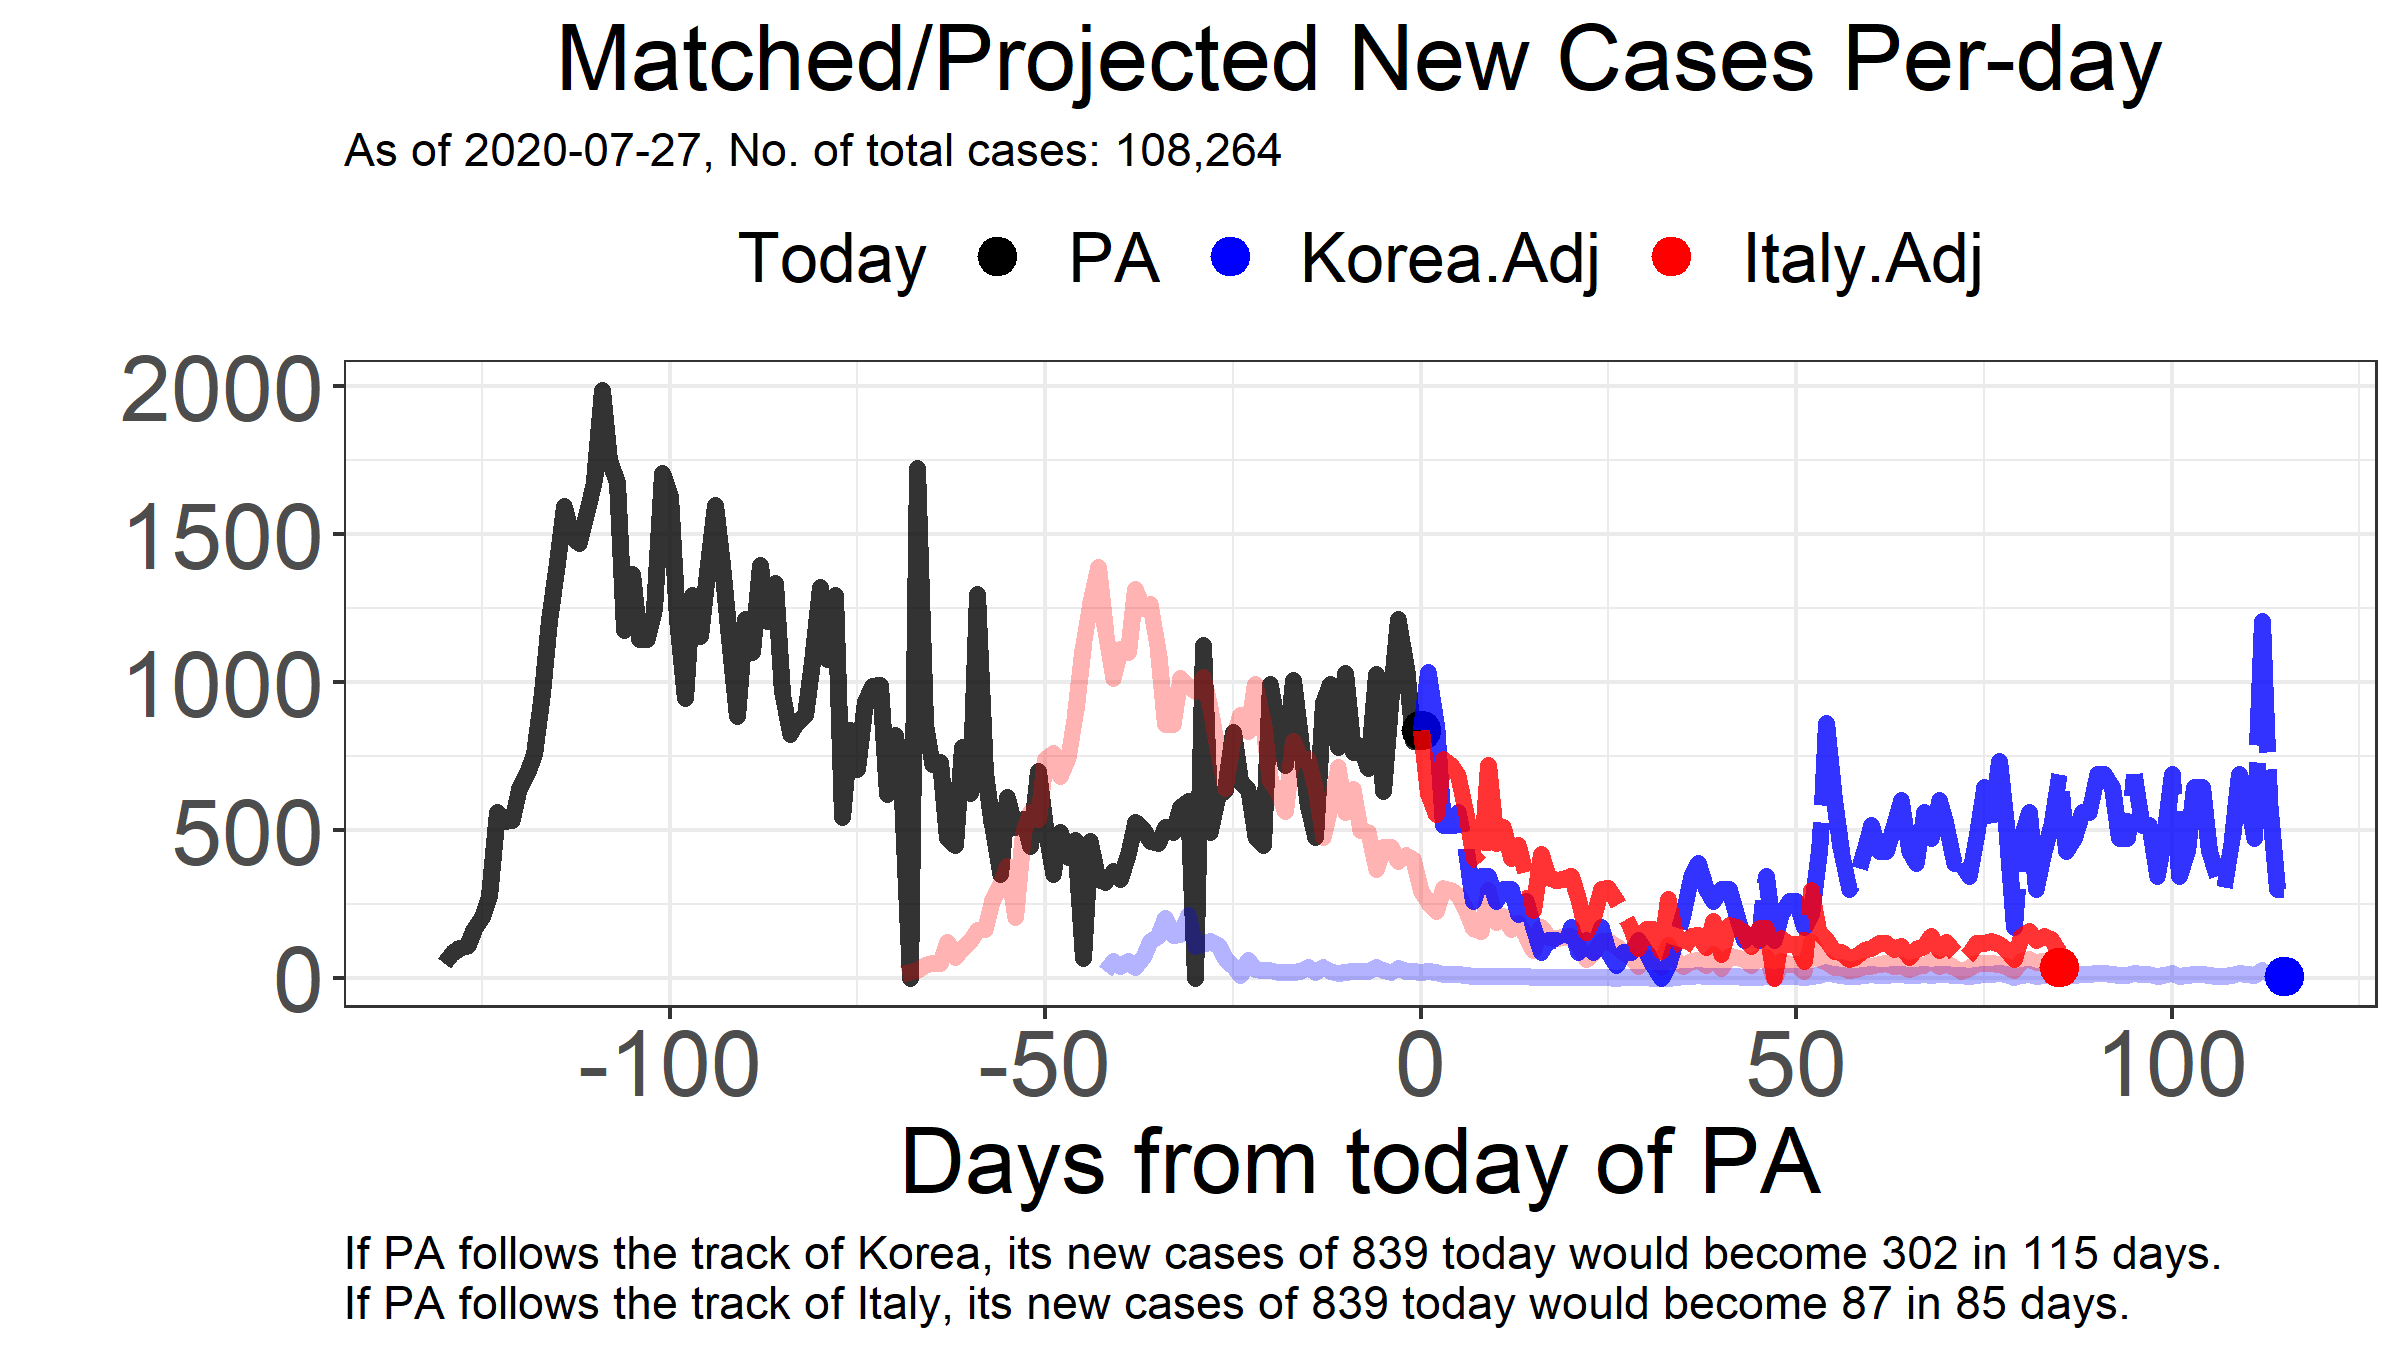 Matched/Projected New Cases Per-day
As of 2020-07-27, No. of total cases: 108,264
Today PA Korea.Adj Italy.Adj
2000
1500
1000
500
0
-100 -50 0 50 100
Days from today of PA
If PA follows the track of Korea, its new cases of 839 today would become 302 in 115 days.
If PA follows the track of Italy, its new cases of 839 today would become 87 in 85 days.